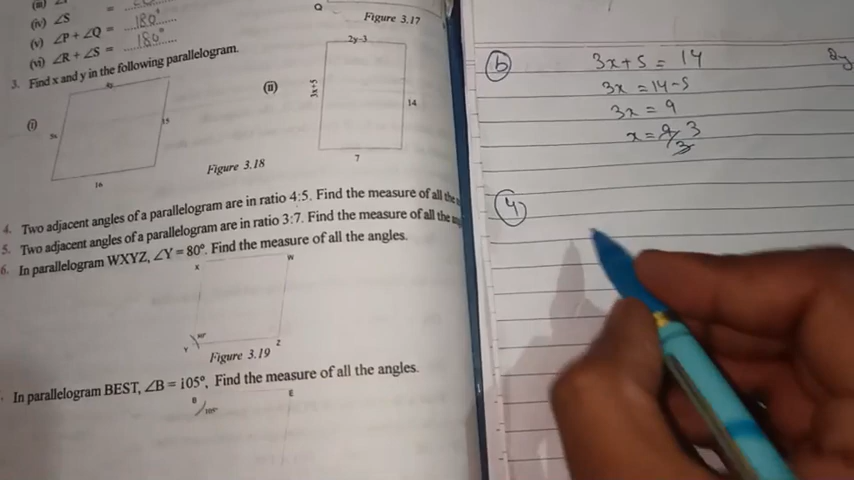 (iv) ∠S = 180°
(v) ∠P + ∠Q = 180°
(vi) ∠R + ∠S =
Q
Figure 3.17
3. Find x and y in the following parallelogram.
(i)
15
16
Figure 3.18
(ii)
2y-3
3x+5
14
7
4. Two adjacent angles of a parallelogram are in ratio 4:5. Find the measure of all the
5. Two adjacent angles of a parallelogram are in ratio 3:7. Find the measure of all the
6. In parallelogram WXYZ, ∠Y = 80°. Find the measure of all the angles.
X
W
Y
Z
Figure 3.19
In parallelogram BEST, ∠B = 105°, Find the measure of all the angles.
B
E
105°
(b)
3x+5 = 14
3x = 14-5
3x = 9
x = 9/3 3
2y
(4)